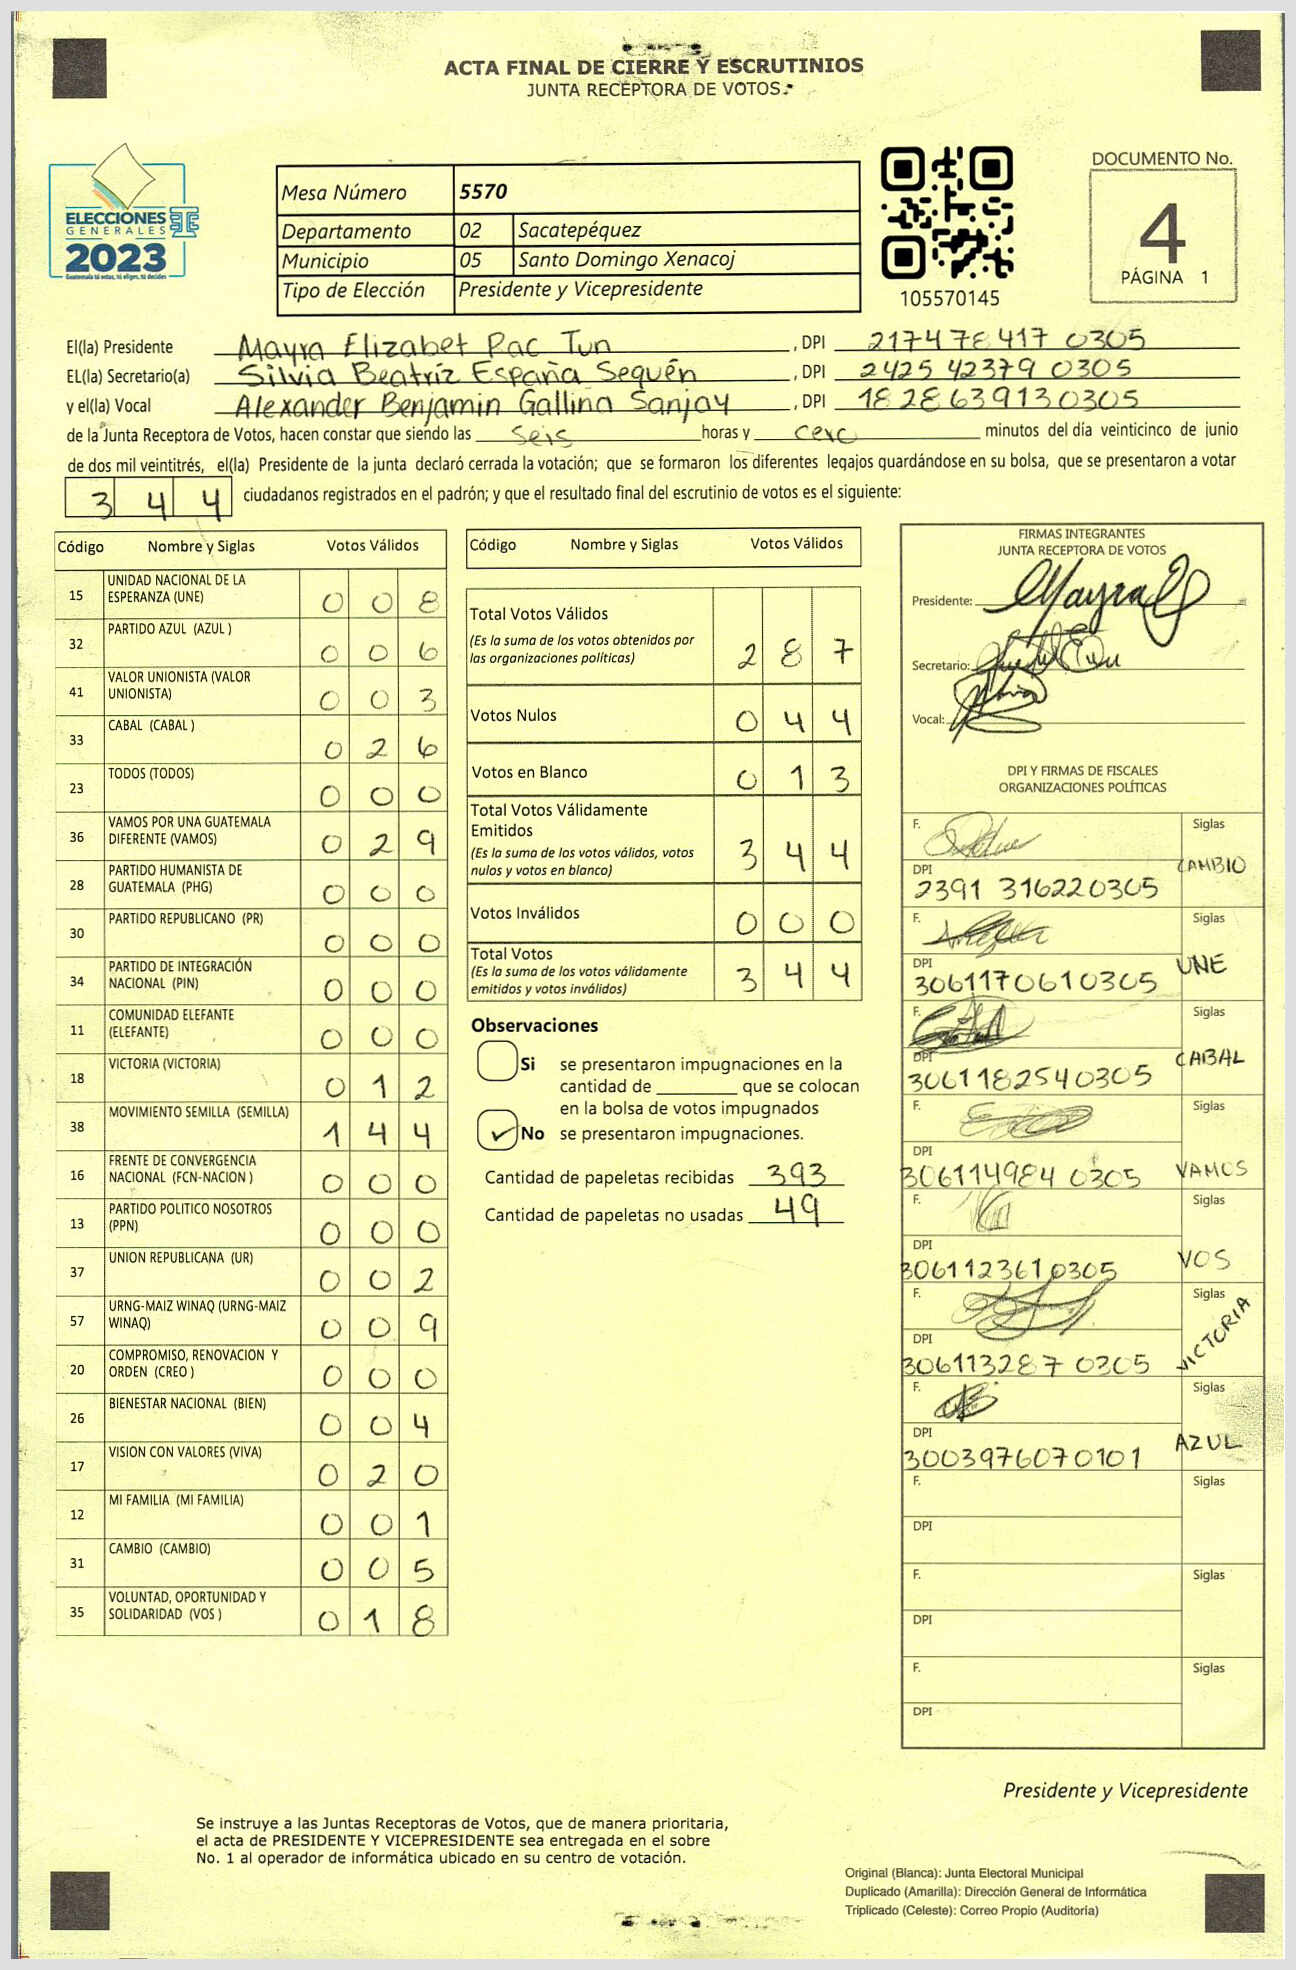 ACTA FINAL DE CIERRE Y ESCRUTINIOS
JUNTA RECEPTORA DE VOTOS
ELECCIONES
GENERALES
2023
Guatemala tú votas, tú eliges, tú decides
Mesa Número 5570
Departamento 02 Sacatepéquez
Municipio 05 Santo Domingo Xenacoj
Tipo de Elección Presidente y Vicepresidente
105570145
DOCUMENTO No.
4
PÁGINA 1
El(la) Presidente Mayra Elizabet Pac Tun, DPI 217478417 0305
EL(la) Secretario(a) Silvia Beatríz España Sequén, DPI 2425 42379 0305
y el(la) Vocal Alexander Benjamin Gallina Sanjay, DPI 1828639130305
de la Junta Receptora de Votos, hacen constar que siendo las seis horas y cero minutos del día veinticinco de junio
de dos mil veintitrés, el(la) Presidente de la junta declaró cerrada la votación; que se formaron los diferentes legajos guardándose en su bolsa, que se presentaron a votar
3 4 4 ciudadanos registrados en el padrón; y que el resultado final del escrutinio de votos es el siguiente:
Código Nombre y Siglas Votos Válidos
15 UNIDAD NACIONAL DE LA ESPERANZA (UNE) 0 0 8
32 PARTIDO AZUL (AZUL ) 0 0 6
41 VALOR UNIONISTA (VALOR UNIONISTA) 0 0 3
33 CABAL (CABAL ) 0 2 6
23 TODOS (TODOS) 0 0 0
36 VAMOS POR UNA GUATEMALA DIFERENTE (VAMOS) 0 2 9
28 PARTIDO HUMANISTA DE GUATEMALA (PHG) 0 0 0
30 PARTIDO REPUBLICANO (PR) 0 0 0
34 PARTIDO DE INTEGRACIÓN NACIONAL (PIN) 0 0 0
11 COMUNIDAD ELEFANTE (ELEFANTE) 0 0 0
18 VICTORIA (VICTORIA) 0 1 2
38 MOVIMIENTO SEMILLA (SEMILLA) 1 4 4
16 FRENTE DE CONVERGENCIA NACIONAL (FCN-NACION ) 0 0 0
13 PARTIDO POLITICO NOSOTROS (PPN) 0 0 0
37 UNION REPUBLICANA (UR) 0 0 2
57 URNG-MAIZ WINAQ (URNG-MAIZ WINAQ) 0 0 9
20 COMPROMISO, RENOVACION Y ORDEN (CREO ) 0 0 0
26 BIENESTAR NACIONAL (BIEN) 0 0 4
17 VISION CON VALORES (VIVA) 0 2 0
12 MI FAMILIA (MI FAMILIA) 0 0 1
31 CAMBIO (CAMBIO) 0 0 5
35 VOLUNTAD, OPORTUNIDAD Y SOLIDARIDAD (VOS ) 0 1 8
Código Nombre y Siglas Votos Válidos
Total Votos Válidos
(Es la suma de los votos obtenidos por
las organizaciones políticas) 2 8 7
Votos Nulos 0 4 4
Votos en Blanco 0 1 3
Total Votos Válidamente
Emitidos
(Es la suma de los votos válidos, votos
nulos y votos en blanco) 3 4 4
Votos Inválidos 0 0 0
Total Votos
(Es la suma de los votos válidamente
emitidos y votos inválidos) 3 4 4
Observaciones
Si se presentaron impugnaciones en la
cantidad de ________ que se colocan
en la bolsa de votos impugnados
No se presentaron impugnaciones.
Cantidad de papeletas recibidas 393
Cantidad de papeletas no usadas 49
FIRMAS INTEGRANTES
JUNTA RECEPTORA DE VOTOS
Presidente:
Secretario:
Vocal:
DPI Y FIRMAS DE FISCALES
ORGANIZACIONES POLÍTICAS
F. Siglas
DPI CAMBIO
2391 316220305
F. Siglas
DPI UNE
3061170610305
F. Siglas
DPI CABAL
3061182540305
F. Siglas
DPI
306114984 0305 VAMOS
F. Siglas
DPI VOS
3061123610305
F. Siglas
DPI VICTORIA
306113287 0305
F. Siglas
DPI AZUL
3003976070101
F. Siglas
DPI
F. Siglas
DPI
F. Siglas
DPI
Presidente y Vicepresidente
Se instruye a las Juntas Receptoras de Votos, que de manera prioritaria,
el acta de PRESIDENTE Y VICEPRESIDENTE sea entregada en el sobre
No. 1 al operador de informática ubicado en su centro de votación.
Original (Blanca): Junta Electoral Municipal
Duplicado (Amarilla): Dirección General de Informática
Triplicado (Celeste): Correo Propio (Auditoría)